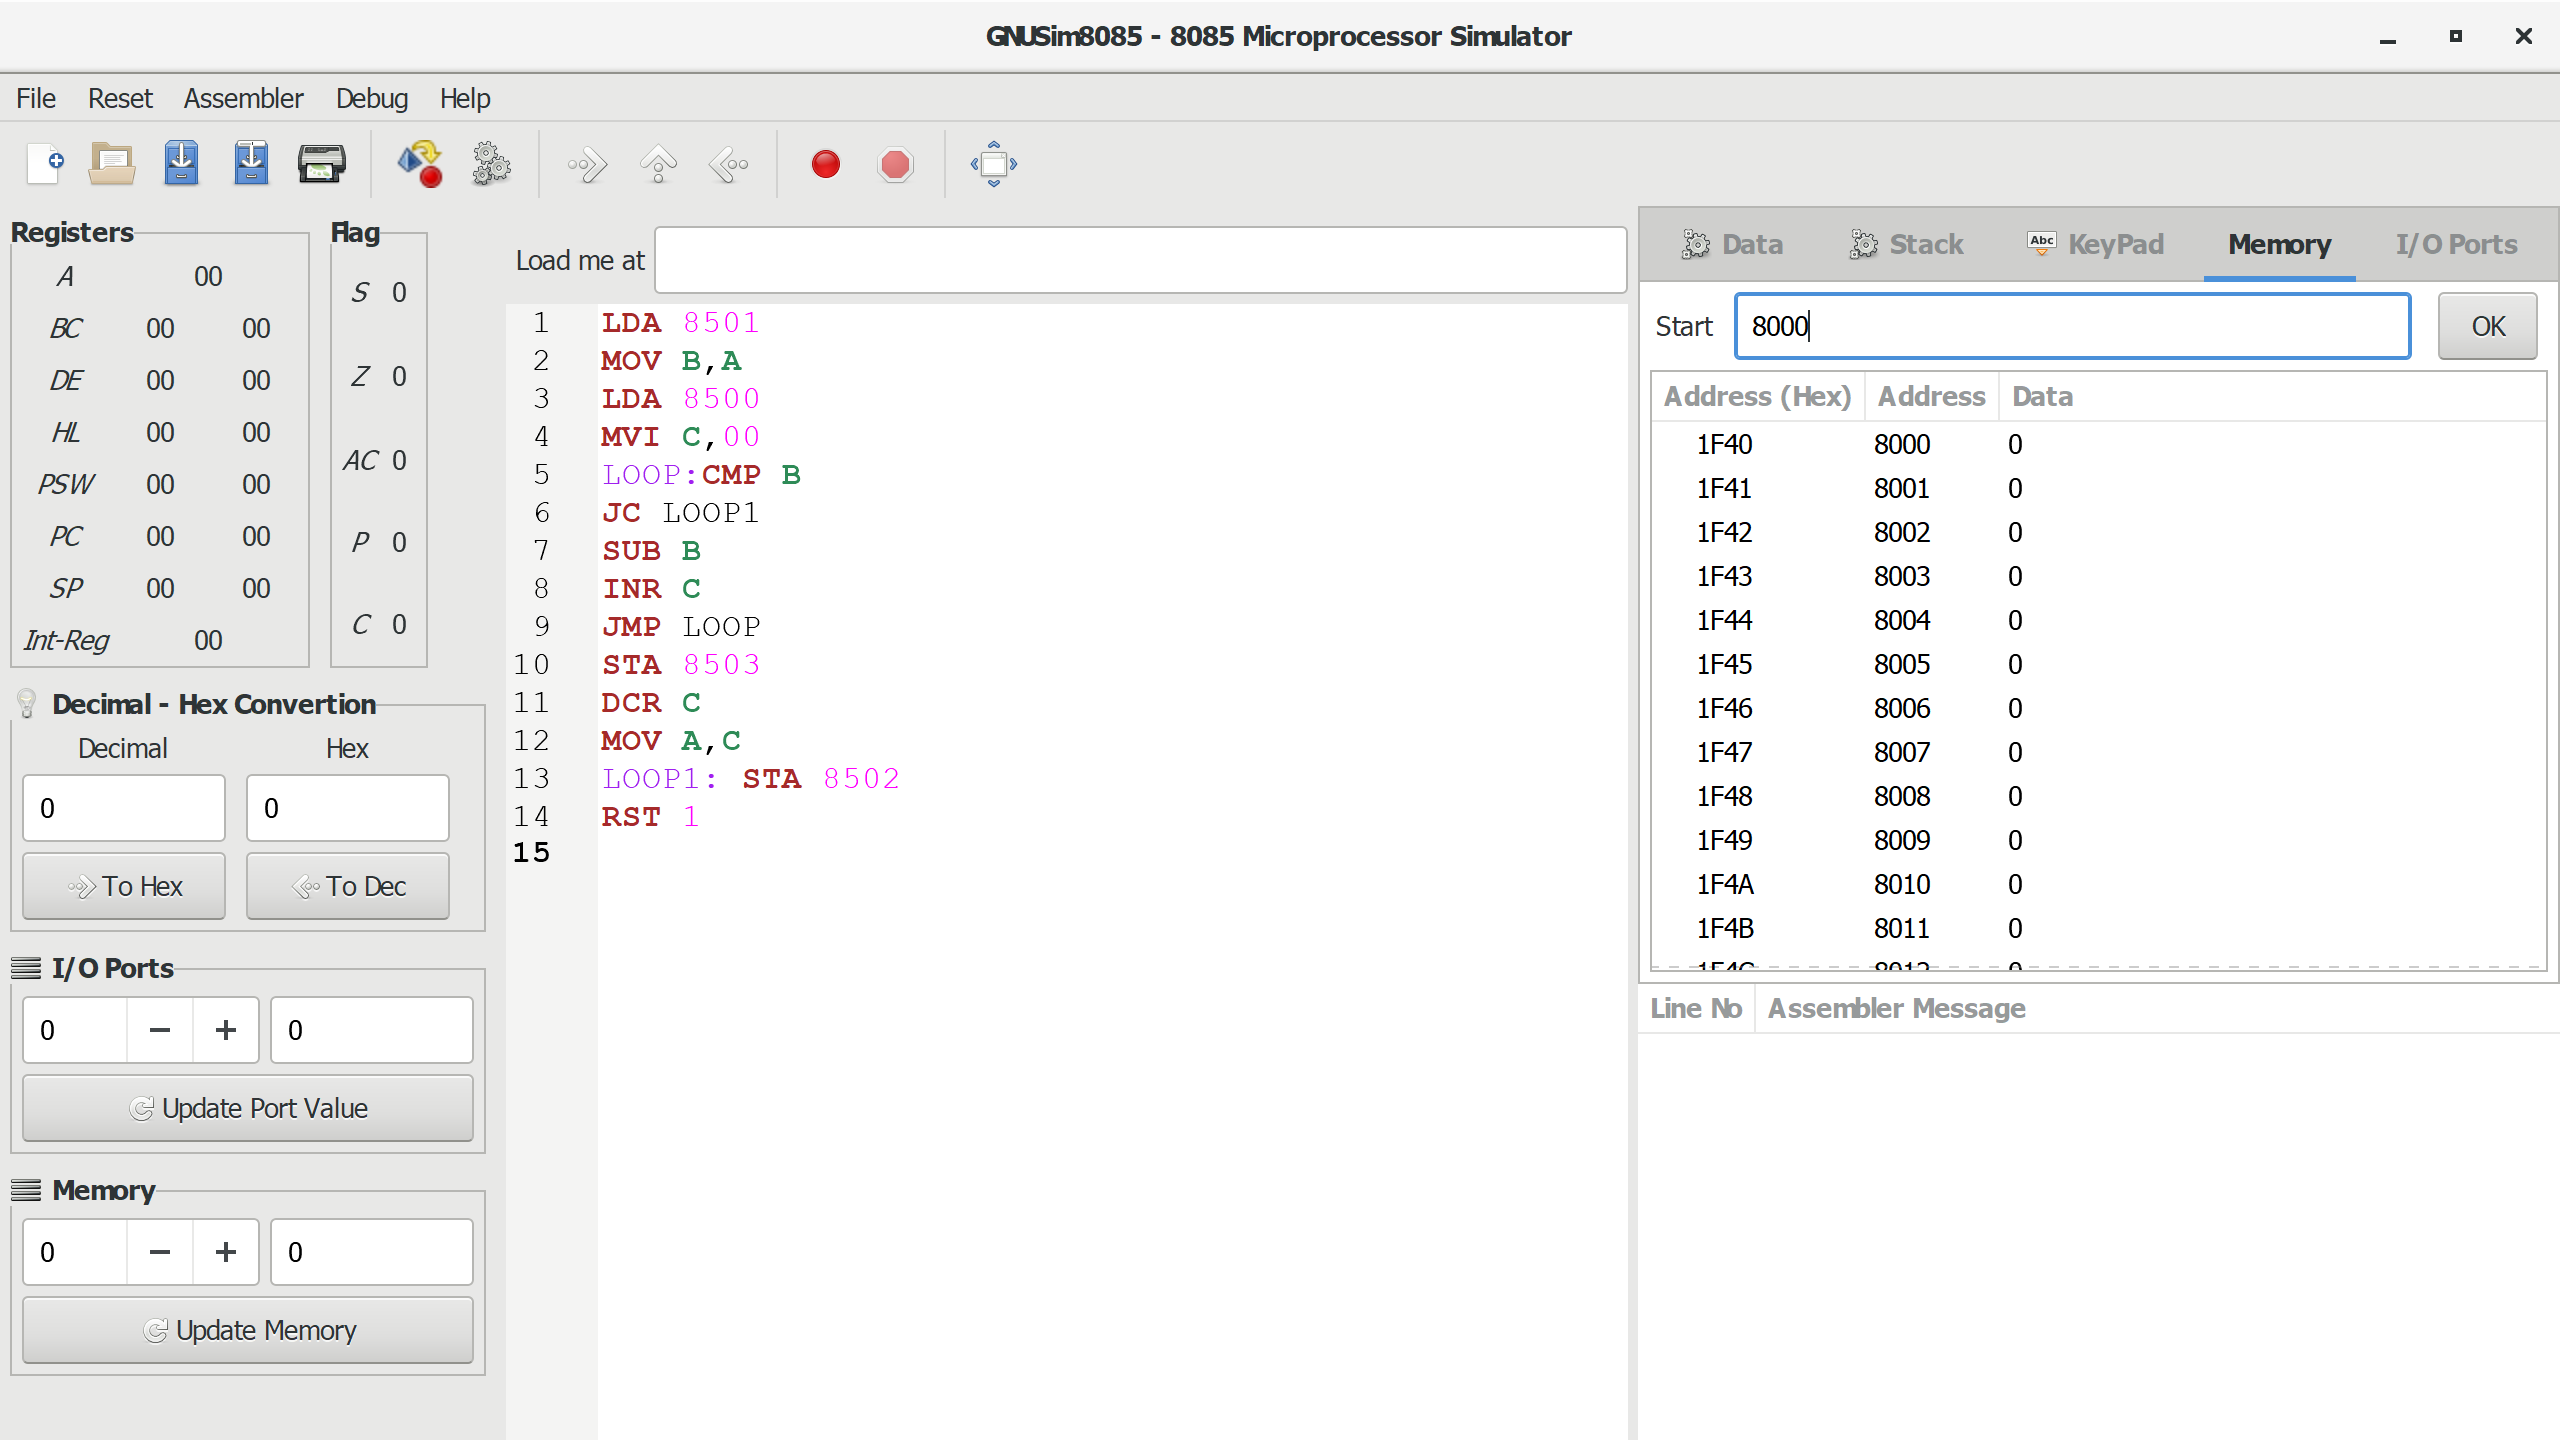 GNUSim8085 - 8085 Microprocessor Simulator
File Reset Assembler Debug Help
Registers
A 00
BC 00 00
DE 00 00
HL 00 00
PSW 00 00
PC 00 00
SP 00 00
Int-Reg 00
Flag
S 0
Z 0
AC 0
P 0
C 0
Decimal - Hex Convertion
Decimal Hex
0 0
To Hex To Dec
I/O Ports
0 − + 0
Update Port Value
Memory
0 − + 0
Update Memory
Load me at
1 LDA 8501
2 MOV B,A
3 LDA 8500
4 MVI C,00
5 LOOP:CMP B
6 JC LOOP1
7 SUB B
8 INR C
9 JMP LOOP
10 STA 8503
11 DCR C
12 MOV A,C
13 LOOP1: STA 8502
14 RST 1
15
Data Stack Abc KeyPad Memory I/O Ports
Start 8000 OK
Address (Hex) Address Data
1F40 8000 0
1F41 8001 0
1F42 8002 0
1F43 8003 0
1F44 8004 0
1F45 8005 0
1F46 8006 0
1F47 8007 0
1F48 8008 0
1F49 8009 0
1F4A 8010 0
1F4B 8011 0
1F4C 8012 0
Line No Assembler Message